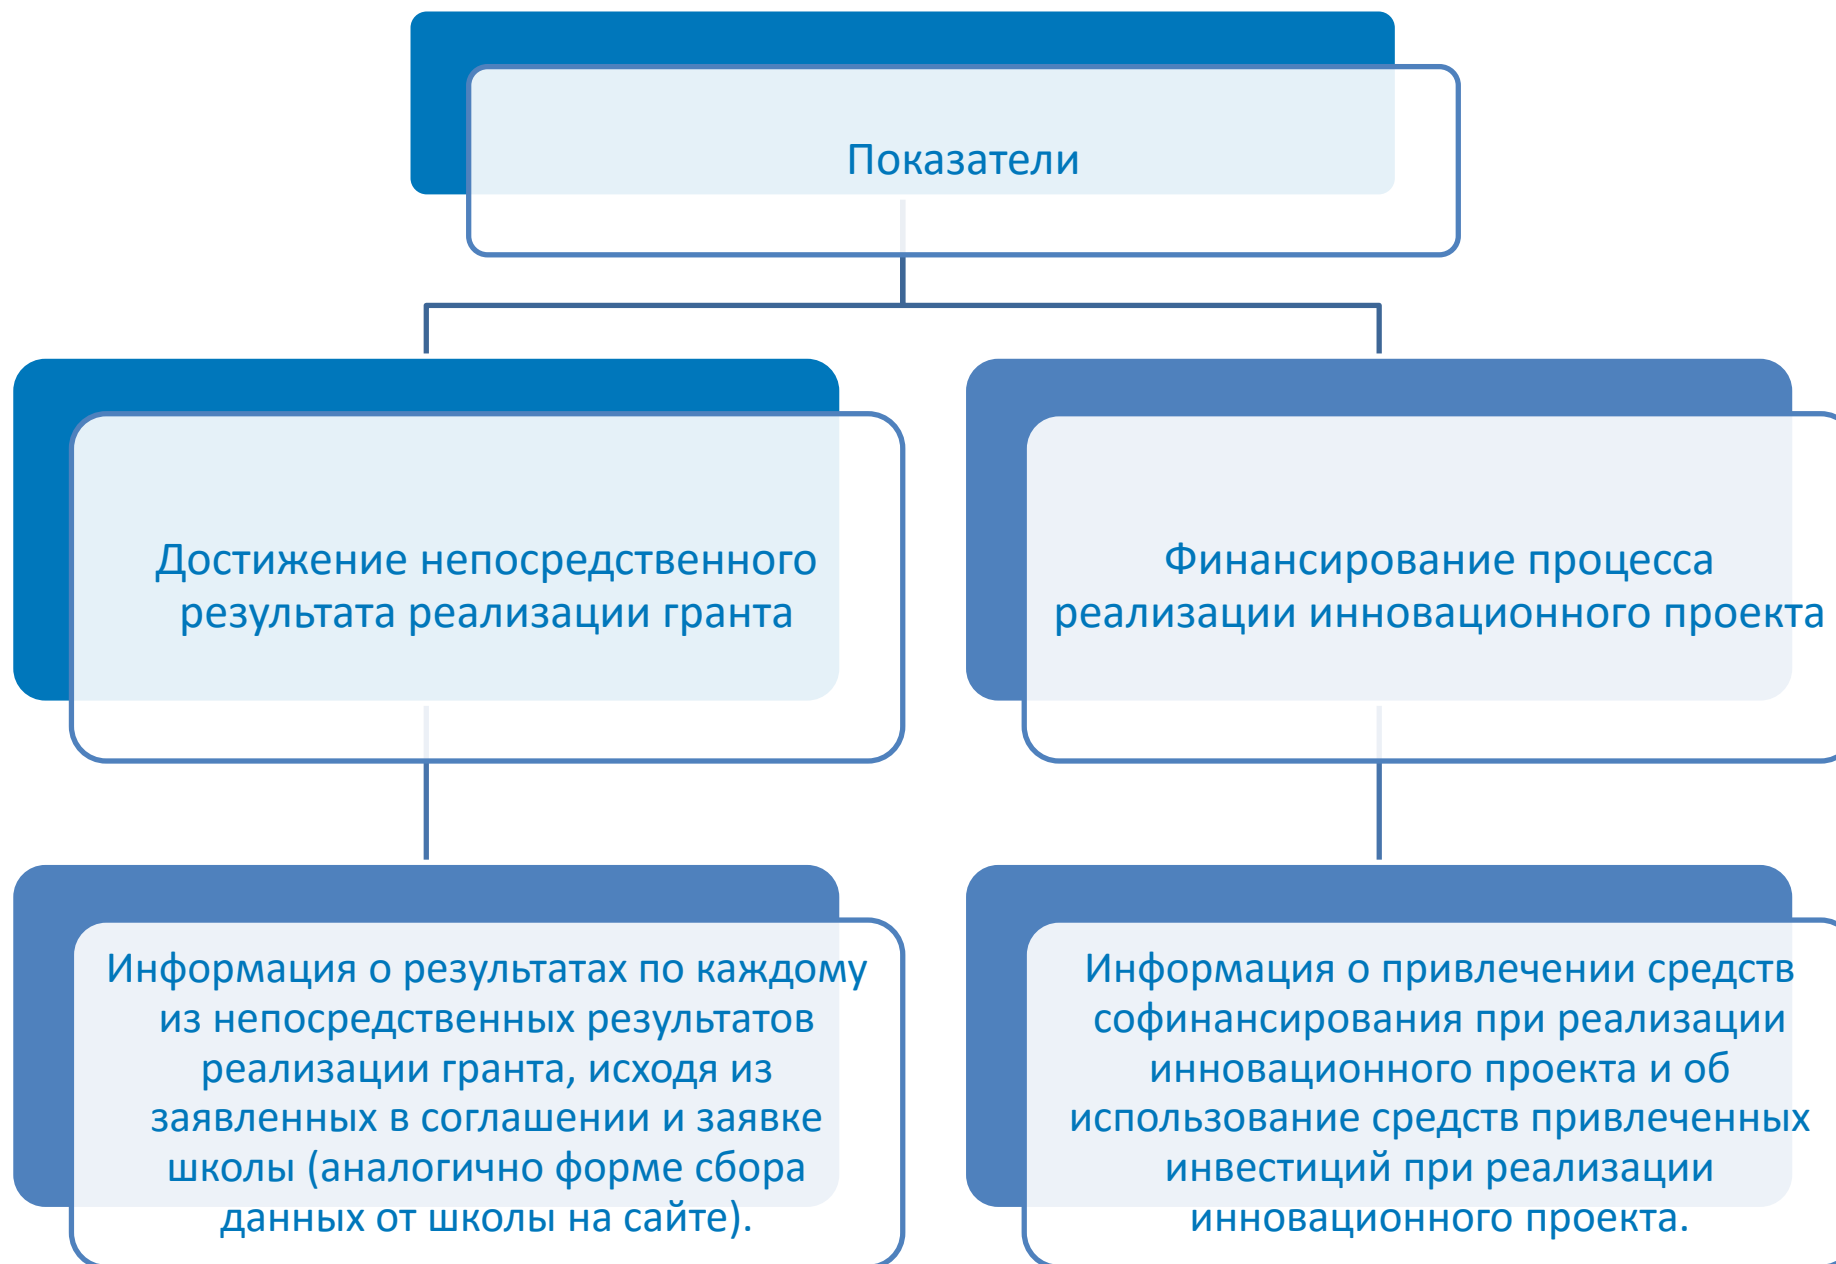 Показатели
Достижение непосредственного
результата реализации гранта
Финансирование процесса
реализации инновационного проекта
Информация о результатах по каждому
из непосредственных результатов
реализации гранта, исходя из
заявленных в соглашении и заявке
школы (аналогично форме сбора
данных от школы на сайте).
Информация о привлечении средств
софинансирования при реализации
инновационного проекта и об
использование средств привлеченных
инвестиций при реализации
инновационного проекта.